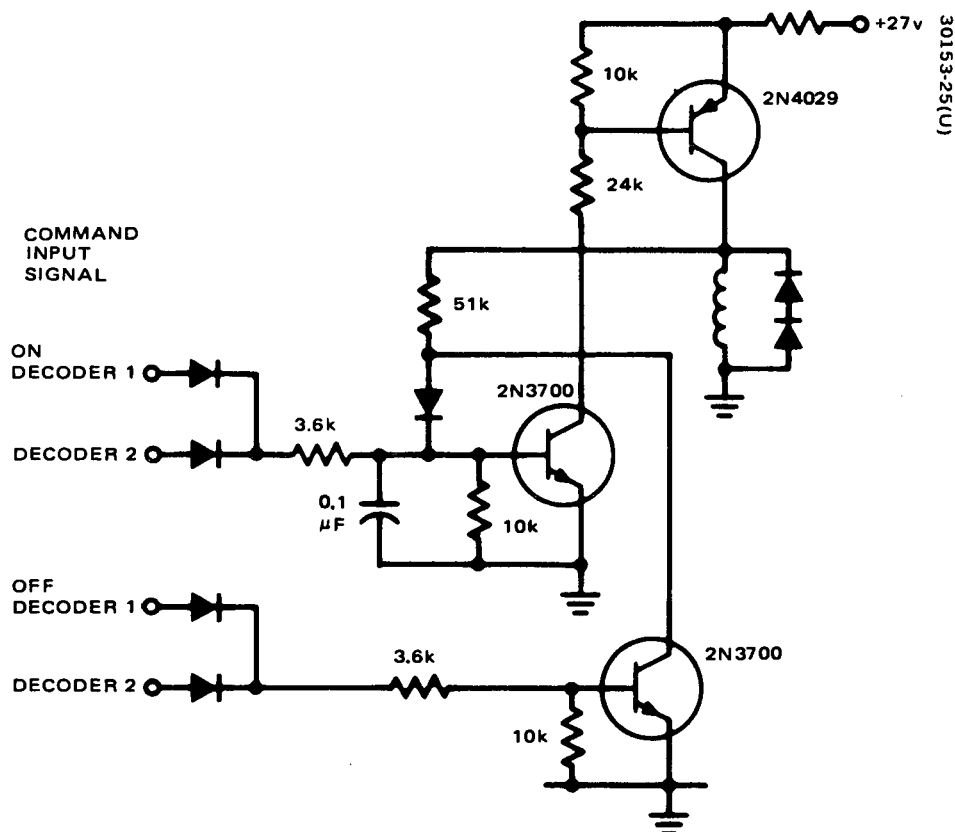 +27v
30153-25(U)
10k
2N4029
24k
COMMAND
INPUT
SIGNAL
51k
ON
DECODER 1
2N3700
3.6k
DECODER 2
0.1
μF
10k
OFF
DECODER 1
3.6k
2N3700
DECODER 2
10k